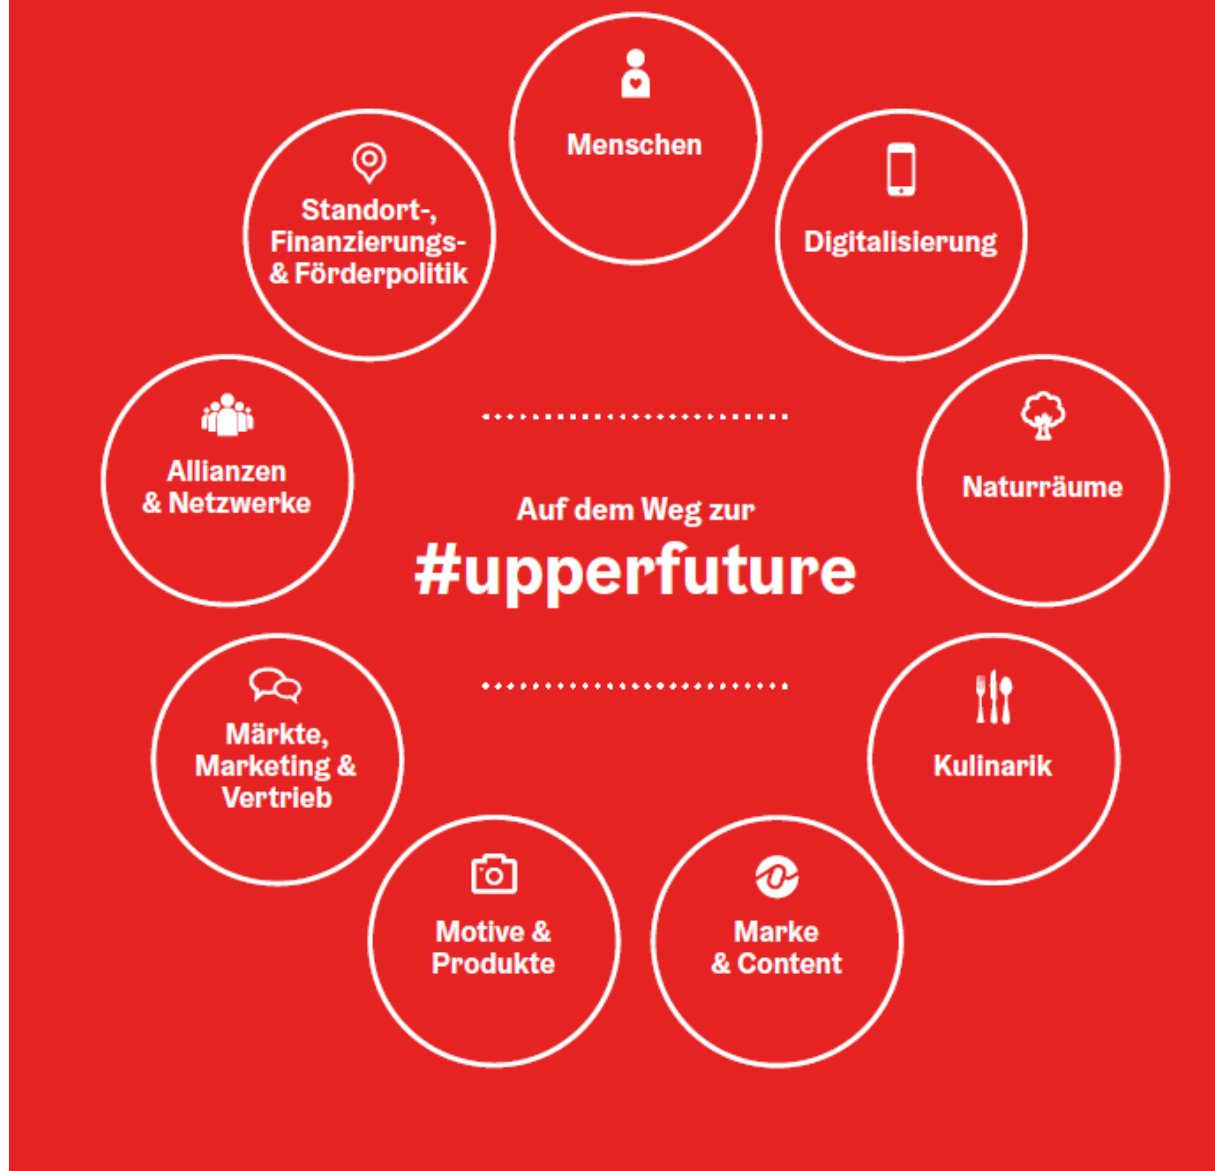 Menschen
Digitalisierung
Naturräume
Kulinarik
Marke
& Content
Motive &
Produkte
Märkte,
Marketing &
Vertrieb
Allianzen
& Netzwerke
Standort-,
Finanzierungs-
& Förderpolitik
Auf dem Weg zur
#upperfuture